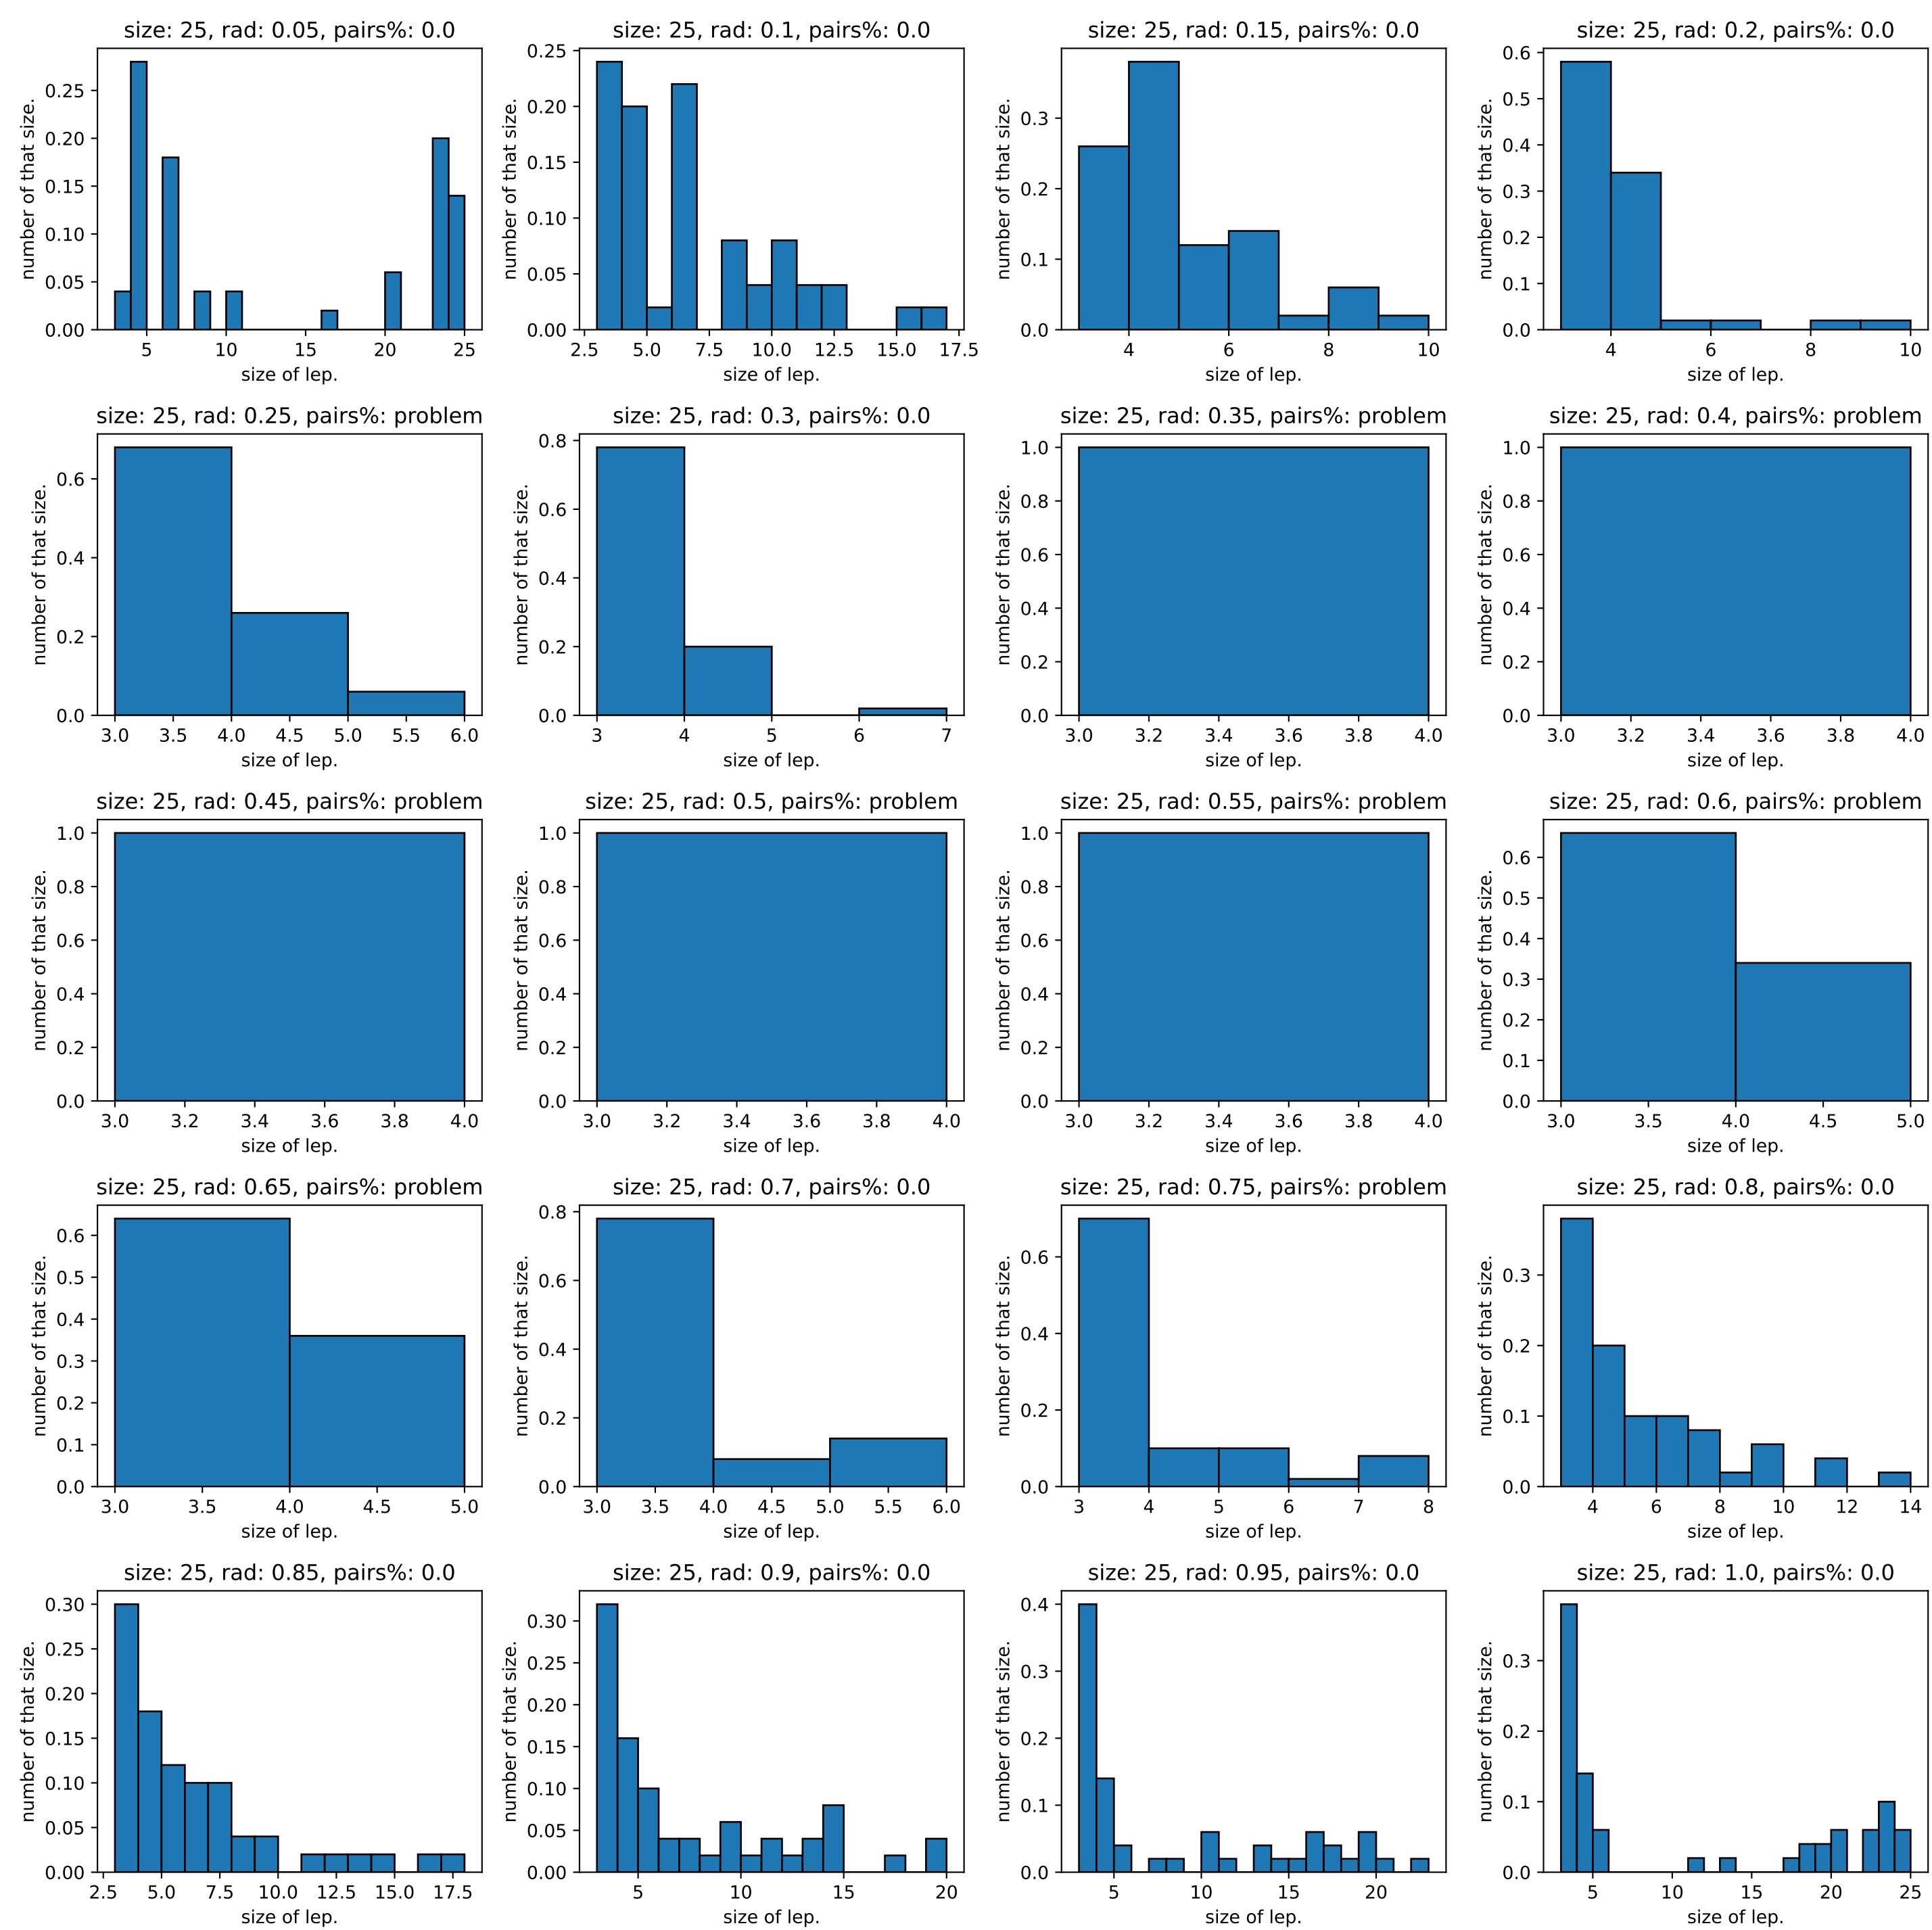 size: 25, rad: 0.05, pairs%: 0.0
number of that size.
0.25
0.20
0.15
0.10
0.05
0.00
5 10 15 20 25
size of lep.
size: 25, rad: 0.1, pairs%: 0.0
number of that size.
0.25
0.20
0.15
0.10
0.05
0.00
2.5 5.0 7.5 10.0 12.5 15.0 17.5
size of lep.
size: 25, rad: 0.15, pairs%: 0.0
number of that size.
0.3
0.2
0.1
0.0
4 6 8 10
size of lep.
size: 25, rad: 0.2, pairs%: 0.0
number of that size.
0.6
0.5
0.4
0.3
0.2
0.1
0.0
4 6 8 10
size of lep.
size: 25, rad: 0.25, pairs%: problem
number of that size.
0.6
0.4
0.2
0.0
3.0 3.5 4.0 4.5 5.0 5.5 6.0
size of lep.
size: 25, rad: 0.3, pairs%: 0.0
number of that size.
0.8
0.6
0.4
0.2
0.0
3 4 5 6 7
size of lep.
size: 25, rad: 0.35, pairs%: problem
number of that size.
1.0
0.8
0.6
0.4
0.2
0.0
3.0 3.2 3.4 3.6 3.8 4.0
size of lep.
size: 25, rad: 0.4, pairs%: problem
number of that size.
1.0
0.8
0.6
0.4
0.2
0.0
3.0 3.2 3.4 3.6 3.8 4.0
size of lep.
size: 25, rad: 0.45, pairs%: problem
number of that size.
1.0
0.8
0.6
0.4
0.2
0.0
3.0 3.2 3.4 3.6 3.8 4.0
size of lep.
size: 25, rad: 0.5, pairs%: problem
number of that size.
1.0
0.8
0.6
0.4
0.2
0.0
3.0 3.2 3.4 3.6 3.8 4.0
size of lep.
size: 25, rad: 0.55, pairs%: problem
number of that size.
1.0
0.8
0.6
0.4
0.2
0.0
3.0 3.2 3.4 3.6 3.8 4.0
size of lep.
size: 25, rad: 0.6, pairs%: problem
number of that size.
0.6
0.5
0.4
0.3
0.2
0.1
0.0
3.0 3.5 4.0 4.5 5.0
size of lep.
size: 25, rad: 0.65, pairs%: problem
number of that size.
0.6
0.5
0.4
0.3
0.2
0.1
0.0
3.0 3.5 4.0 4.5 5.0
size of lep.
size: 25, rad: 0.7, pairs%: 0.0
number of that size.
0.8
0.6
0.4
0.2
0.0
3.0 3.5 4.0 4.5 5.0 5.5 6.0
size of lep.
size: 25, rad: 0.75, pairs%: problem
number of that size.
0.6
0.4
0.2
0.0
3 4 5 6 7 8
size of lep.
size: 25, rad: 0.8, pairs%: 0.0
number of that size.
0.3
0.2
0.1
0.0
4 6 8 10 12 14
size of lep.
size: 25, rad: 0.85, pairs%: 0.0
number of that size.
0.30
0.25
0.20
0.15
0.10
0.05
0.00
2.5 5.0 7.5 10.0 12.5 15.0 17.5
size of lep.
size: 25, rad: 0.9, pairs%: 0.0
number of that size.
0.30
0.25
0.20
0.15
0.10
0.05
0.00
5 10 15 20
size of lep.
size: 25, rad: 0.95, pairs%: 0.0
number of that size.
0.4
0.3
0.2
0.1
0.0
5 10 15 20
size of lep.
size: 25, rad: 1.0, pairs%: 0.0
number of that size.
0.3
0.2
0.1
0.0
5 10 15 20 25
size of lep.